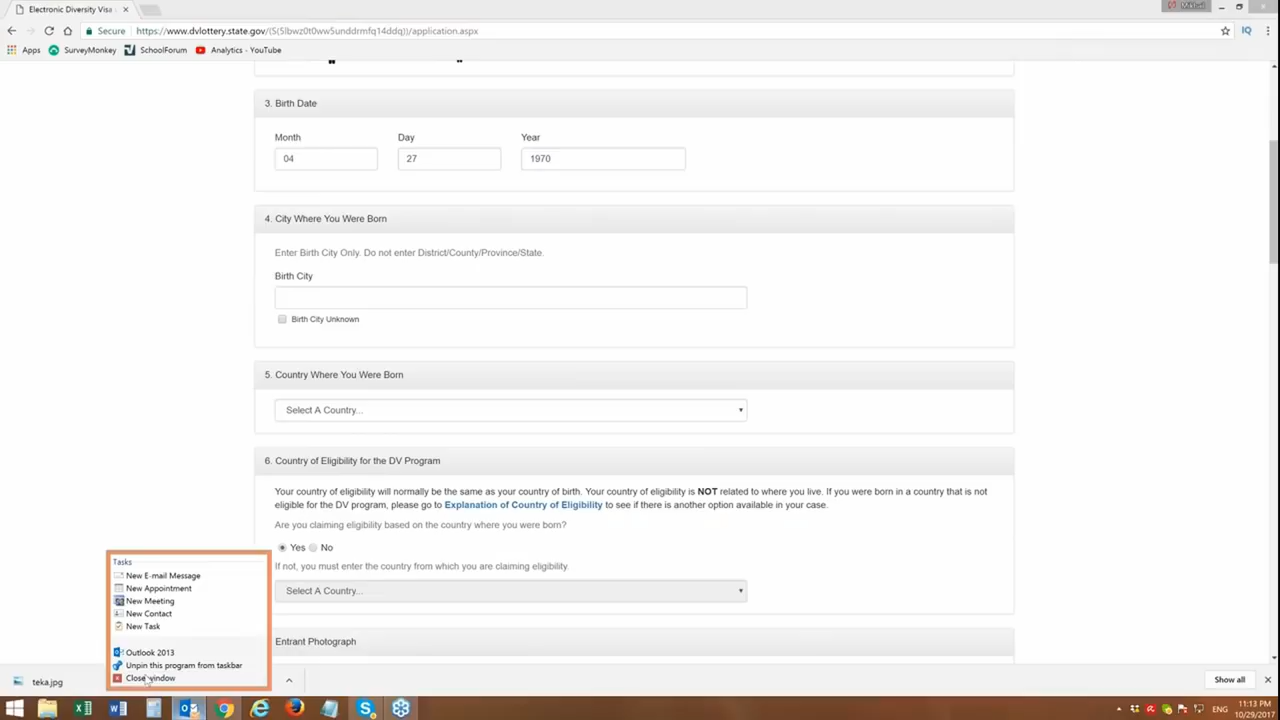 Electronic Diversity Visa
Mikhail
Secure
https://www.dvlottery.state.gov/(S(5lbwz0t0ww5unddrmfq14ddq))/application.aspx
Apps
SurveyMonkey
SchoolForum
Analytics - YouTube
3. Birth Date
Month
Day
Year
04
27
1970
4. City Where You Were Born
Enter Birth City Only. Do not enter District/County/Province/State.
Birth City
Birth City Unknown
5. Country Where You Were Born
Select A Country...
6. Country of Eligibility for the DV Program
Your country of eligibility will normally be the same as your country of birth. Your country of eligibility is NOT related to where you live. If you were born in a country that is not
eligible for the DV program, please go to Explanation of Country of Eligibility to see if there is another option available in your case.
Are you claiming eligibility based on the country where you were born?
Yes
No
If not, you must enter the country from which you are claiming eligibility.
Select A Country...
Entrant Photograph
Tasks
New E-mail Message
New Appointment
New Meeting
New Contact
New Task
Outlook 2013
Unpin this program from taskbar
Close window
teka.jpg
Show all
ENG
11:13 PM
10/29/2017